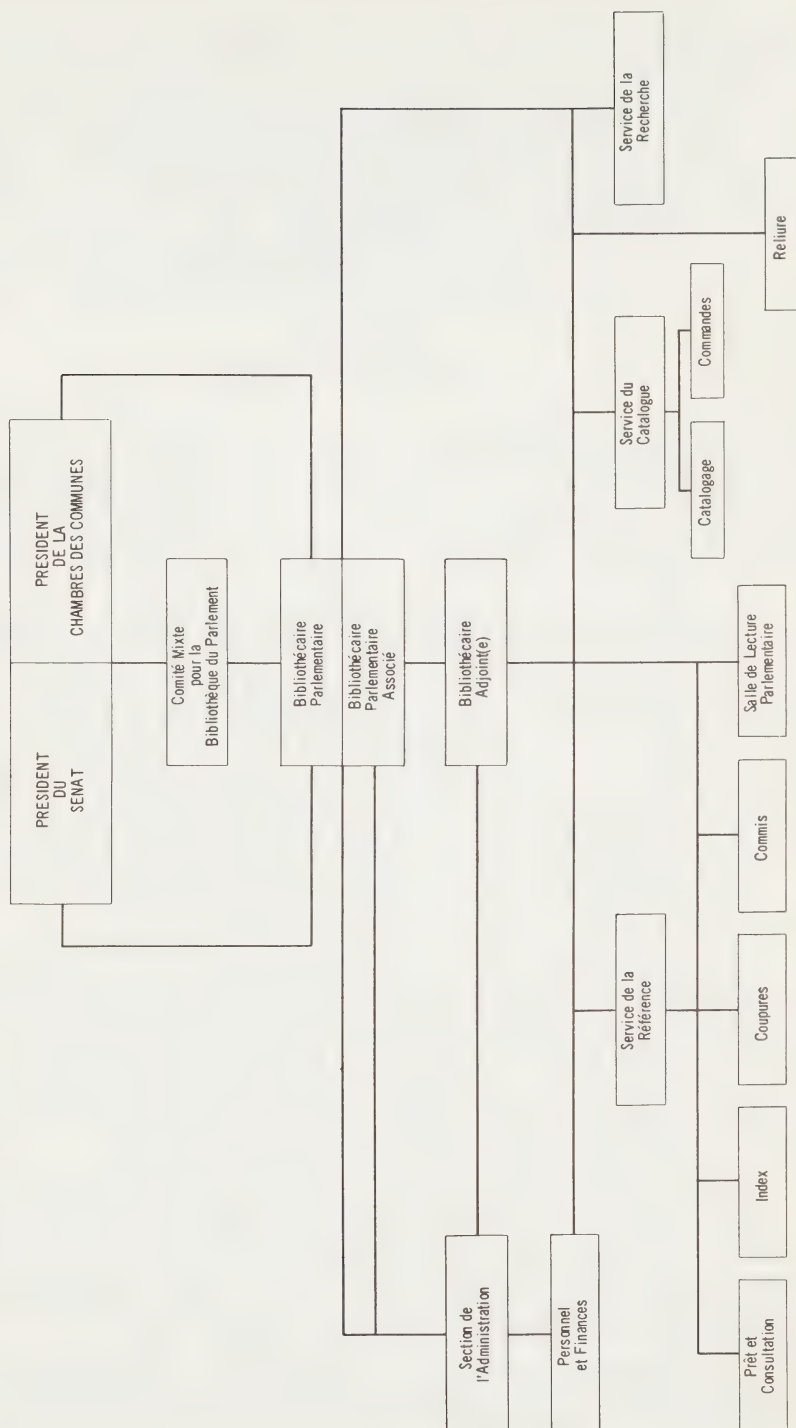 PRESIDENT
DU
SENAT
PRESIDENT
DE LA
CHAMBRES DES COMMUNES
Comité Mixte
pour la
Bibliothèque du Parlement
Bibliothécaire
Parlementaire
Bibliothécaire
Parlementaire
Associé
Section de
l'Administration
Bibliothécaire
Adjoint(e)
Personnel
et Finances
Service de la
Référence
Service du
Catalogue
Service de la
Recherche
Catalogage
Commandes
Prêt et
Consultation
Index
Coupures
Commis
Salle de Lecture
Parlementaire
Reliure